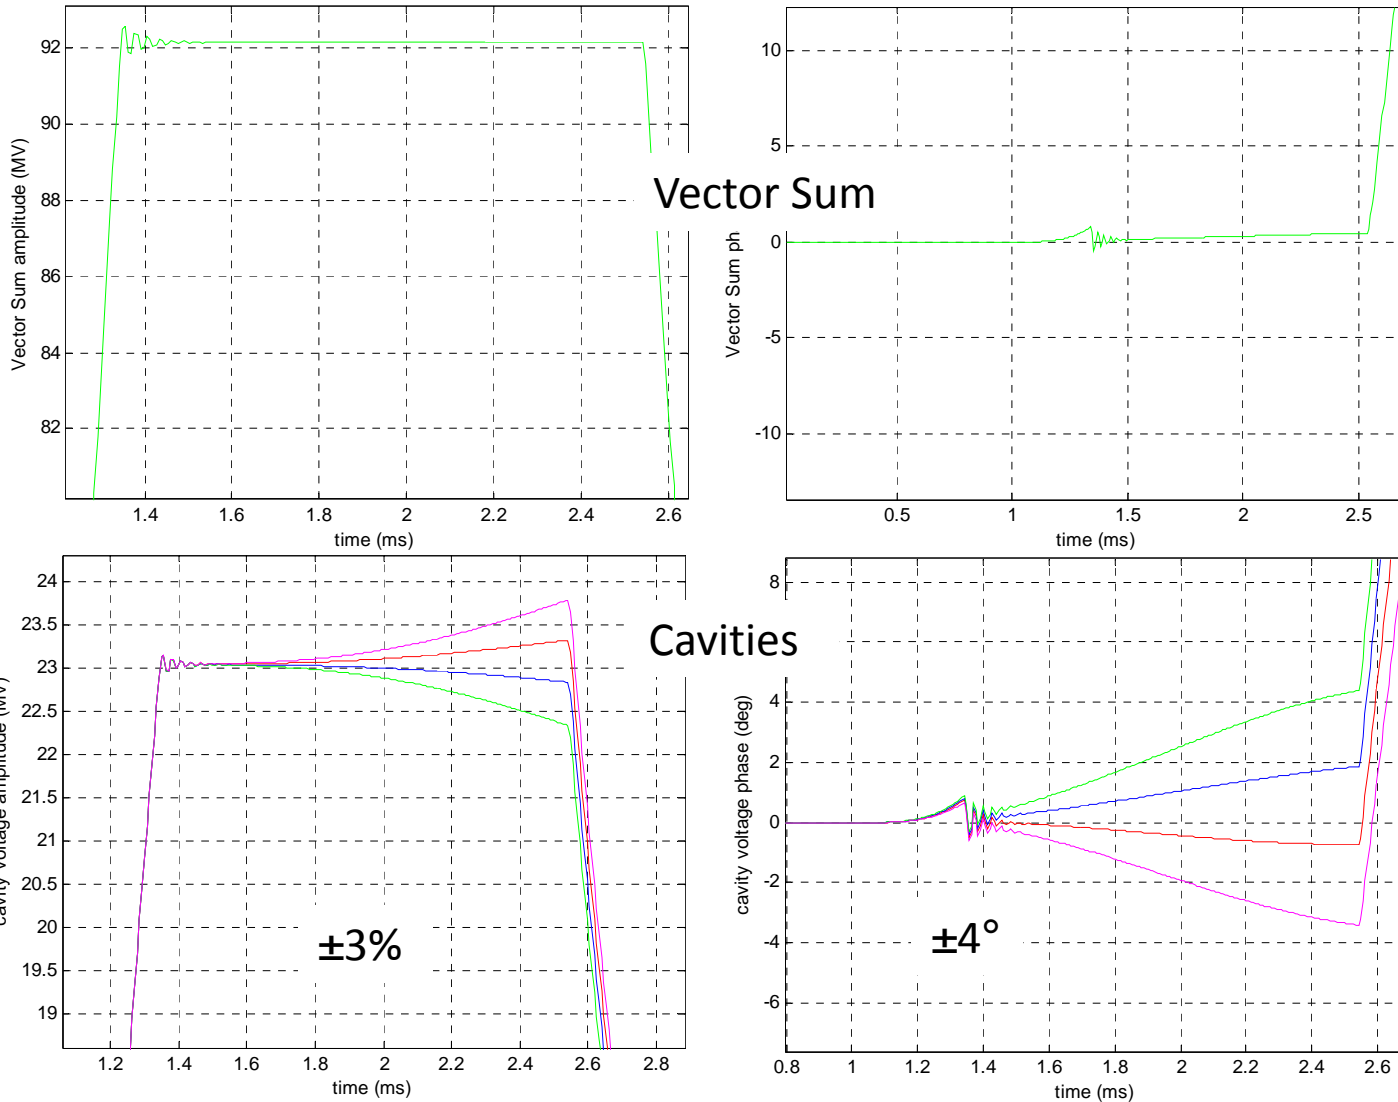 92
90
88
86
84
82
Vector Sum amplitude (MV)
1.4 1.6 1.8 2 2.2 2.4 2.6
time (ms)
Vector Sum
10
5
0
-5
-10
Vector Sum ph
0.5 1 1.5 2 2.5
time (ms)
24
23.5
23
22.5
22
21.5
21
20.5
20
19.5
19
cavity voltage amplitude (MV)
±3%
1.2 1.4 1.6 1.8 2 2.2 2.4 2.6 2.8
time (ms)
Cavities
8
4
2
0
-2
-4
-6
cavity voltage phase (deg)
±4°
0.8 1 1.2 1.4 1.6 1.8 2 2.2 2.4 2.6
time (ms)